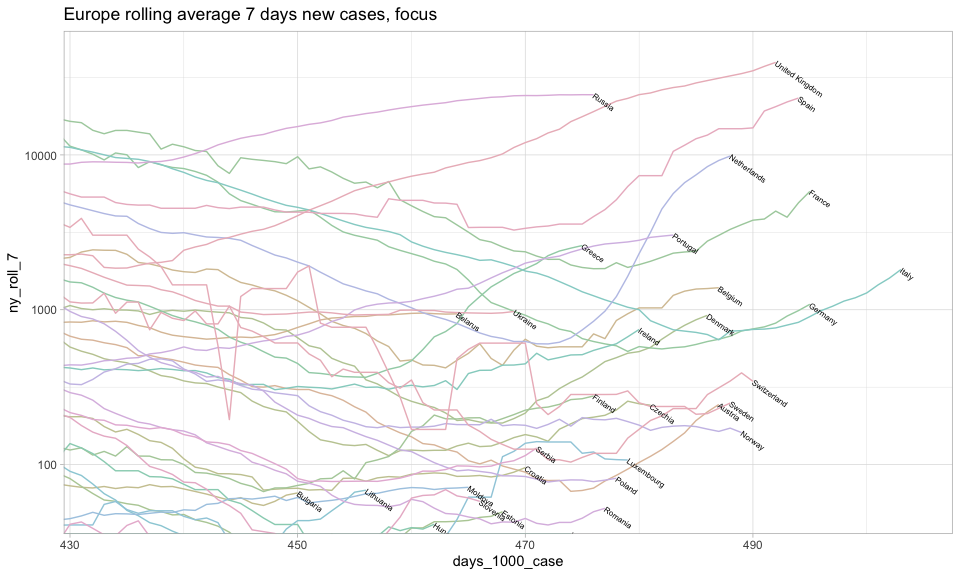 Europe rolling average 7 days new cases, focus
United Kingdom
Russia
Spain
10000
Netherlands
France
Portugal
Greece
Italy
ny_roll_7
Belgium
1000
Belarus
Ukraine
Denmark
Germany
Ireland
Switzerland
Finland
Czechia
Sweden
Austria
Norway
100
Serbia
Croatia
Luxembourg
Poland
Bulgaria
Lithuania
Moldova
Slovenia
Estonia
Romania
Hun
430
450
470
490
days_1000_case